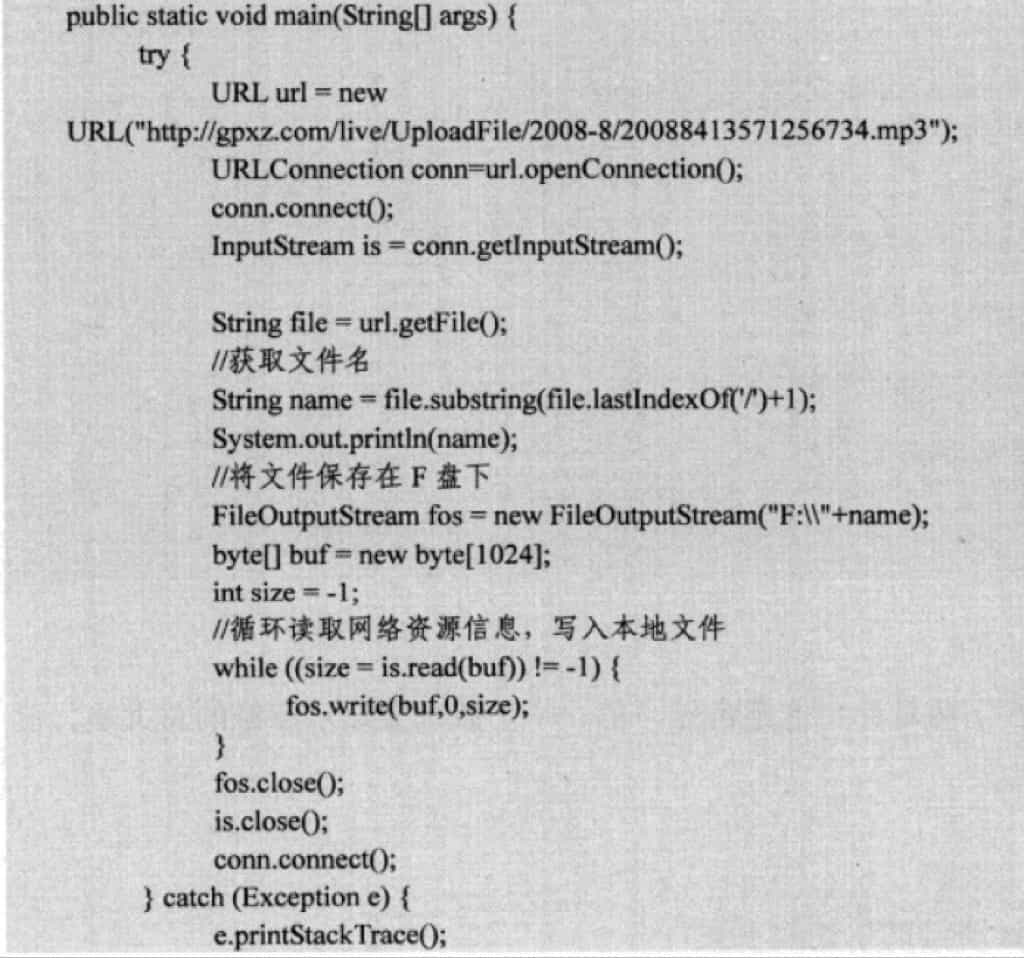 public static void main(String[] args) {
try {
URL url = new
URL("http://gpxz.com/live/UploadFile/2008-8/20088413571256734.mp3");
URLConnection conn=url.openConnection();
conn.connect();
InputStream is = conn.getInputStream();
String file = url.getFile();
//获取文件名
String name = file.substring(file.lastIndexOf('/')+1);
System.out.println(name);
//将文件保存在 F 盘下
FileOutputStream fos = new FileOutputStream("F:\\"+name);
byte[] buf = new byte[1024];
int size = -1;
//循环读取网络资源信息，写入本地文件
while ((size = is.read(buf)) != -1) {
fos.write(buf,0,size);
}
fos.close();
is.close();
conn.connect();
} catch (Exception e) {
e.printStackTrace();